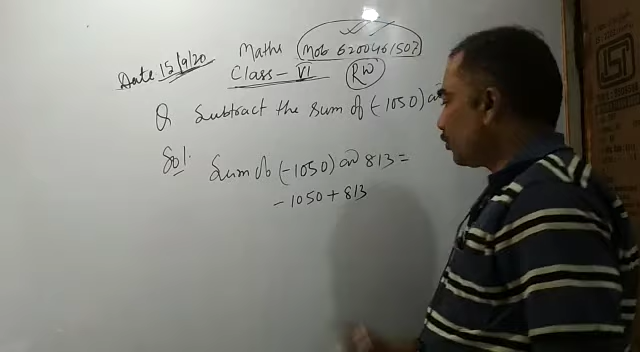 Date 15/9/20 Maths Mob 6200461507
Class - VI RW
Q Subtract the sum of (-1050) a
Sol.
Sum of (-1050) and 813 =
-1050 + 813